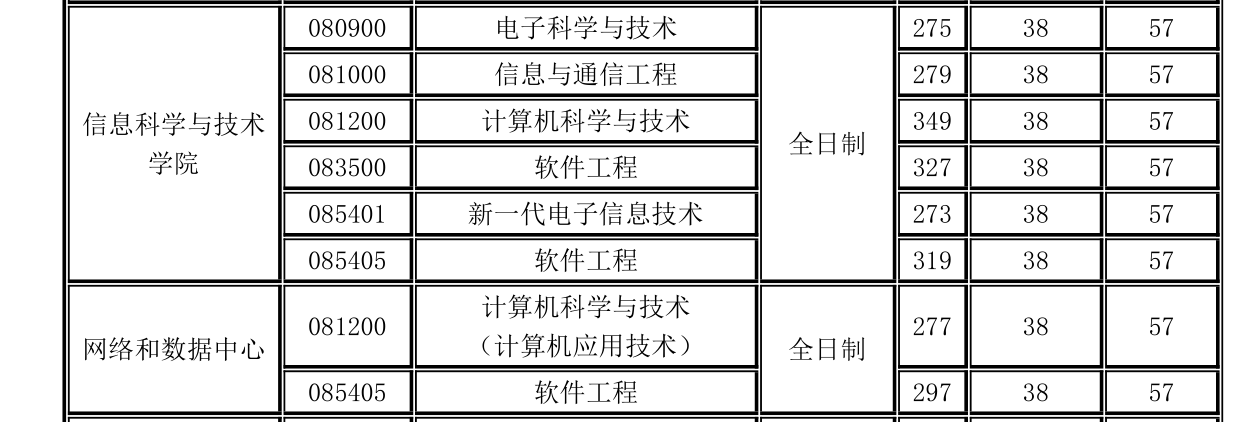 信息科学与技术
学院
080900 电子科学与技术 全日制 275 38 57
081000 信息与通信工程 279 38 57
081200 计算机科学与技术 349 38 57
083500 软件工程 327 38 57
085401 新一代电子信息技术 273 38 57
085405 软件工程 319 38 57
网络和数据中心 081200 计算机科学与技术
（计算机应用技术） 全日制 277 38 57
085405 软件工程 297 38 57